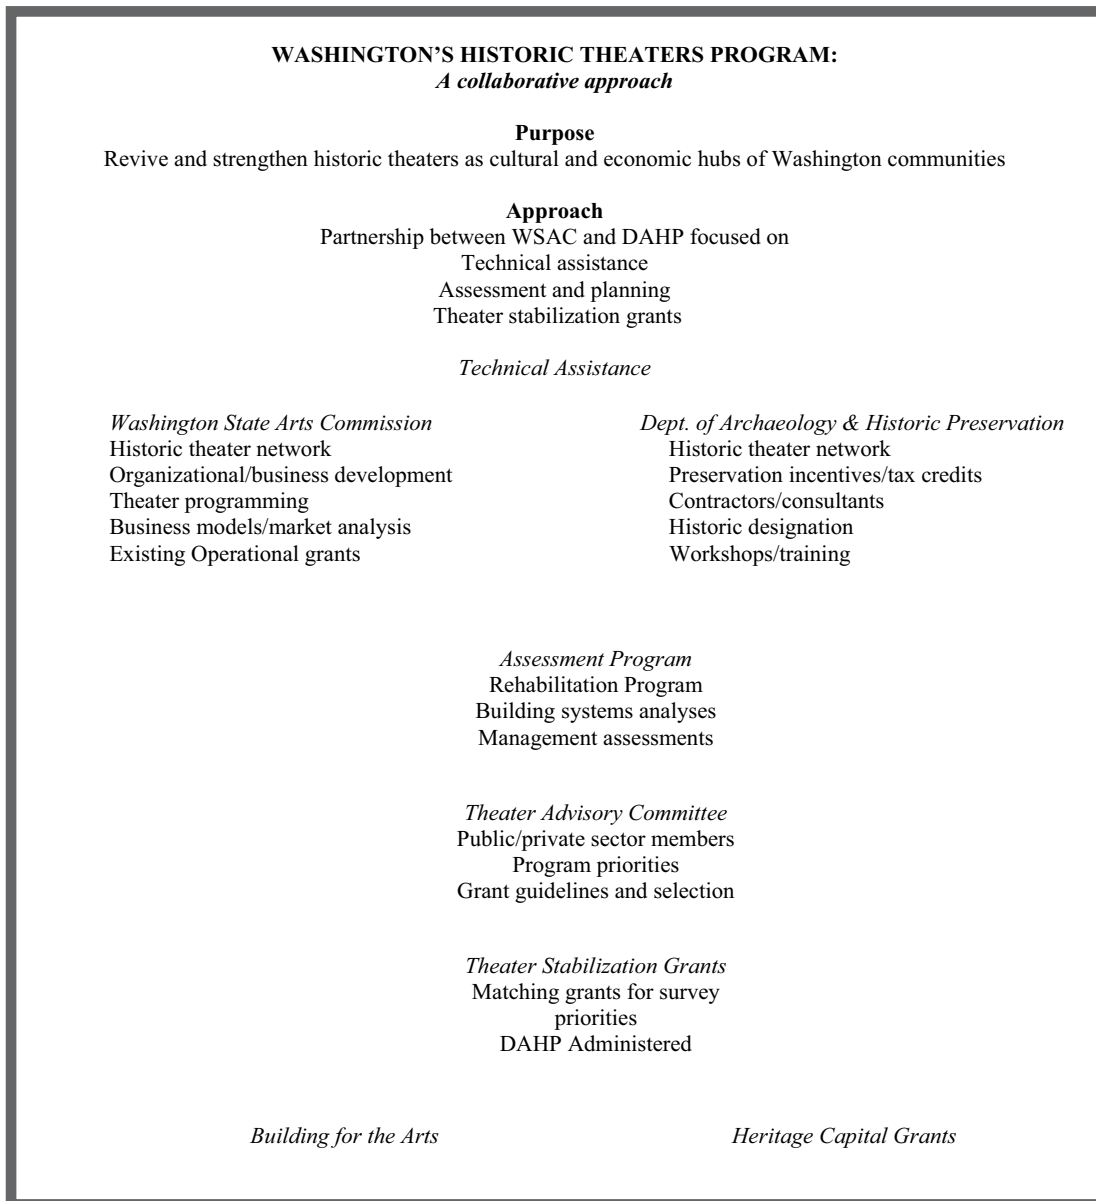 WASHINGTON’S HISTORIC THEATERS PROGRAM:
A collaborative approach
Purpose
Revive and strengthen historic theaters as cultural and economic hubs of Washington communities
Approach
Partnership between WSAC and DAHP focused on
Technical assistance
Assessment and planning
Theater stabilization grants
Technical Assistance
Washington State Arts Commission
Historic theater network
Organizational/business development
Theater programming
Business models/market analysis
Existing Operational grants
Dept. of Archaeology & Historic Preservation
Historic theater network
Preservation incentives/tax credits
Contractors/consultants
Historic designation
Workshops/training
Assessment Program
Rehabilitation Program
Building systems analyses
Management assessments
Theater Advisory Committee
Public/private sector members
Program priorities
Grant guidelines and selection
Theater Stabilization Grants
Matching grants for survey
priorities
DAHP Administered
Building for the Arts
Heritage Capital Grants